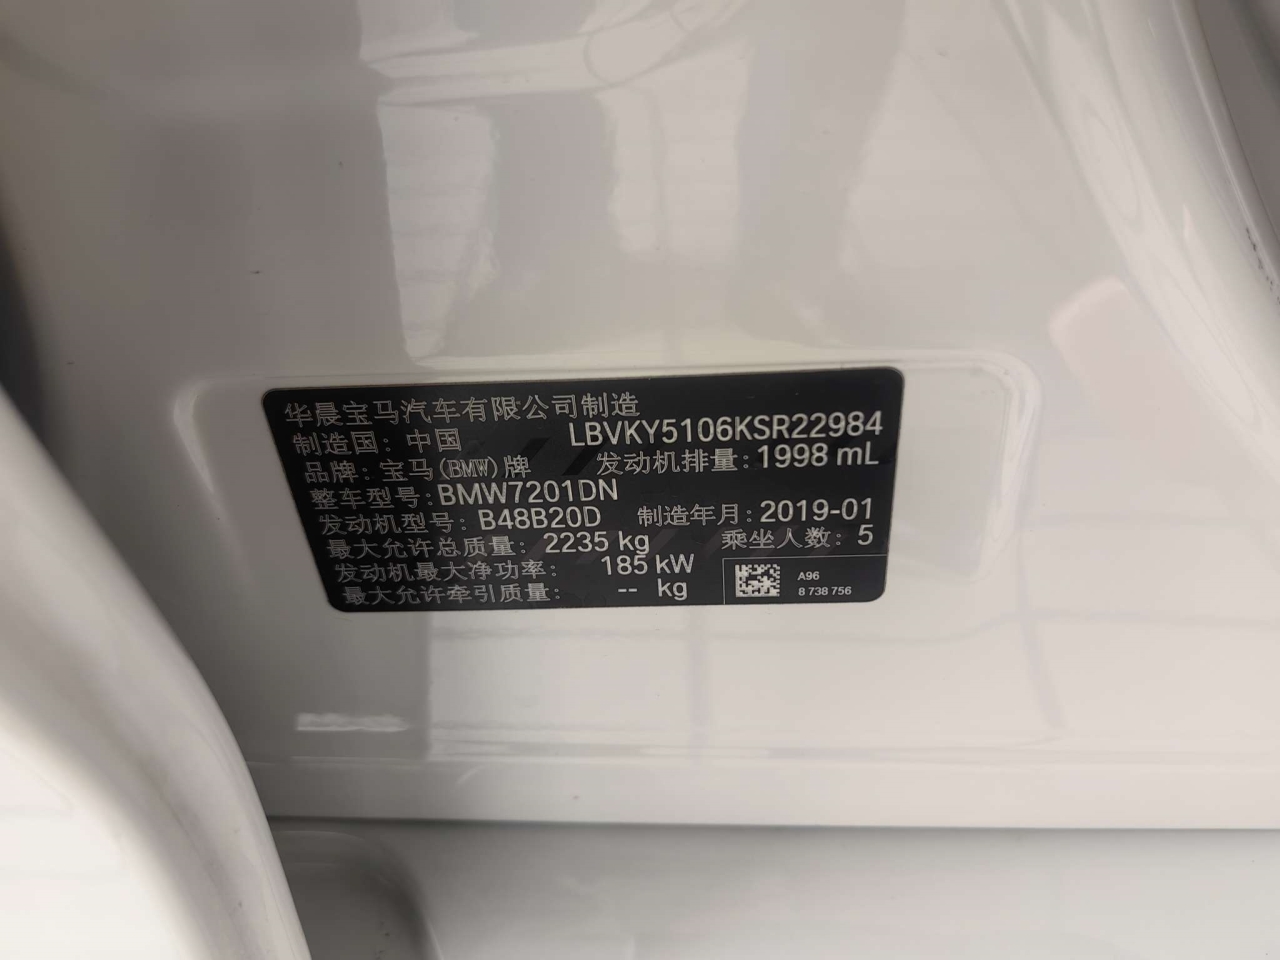 华晨宝马汽车有限公司制造
制造国: 中国 LBVKY5106KSR22984
品牌: 宝马(BMW)牌 发动机排量: 1998 mL
整车型号: BMW7201DN
发动机型号: B48B20D 制造年月: 2019-01
最大允许总质量: 2235 kg 乘坐人数: 5
发动机最大净功率: 185 kW
最大允许牵引质量: -- kg
A96
8 738 756